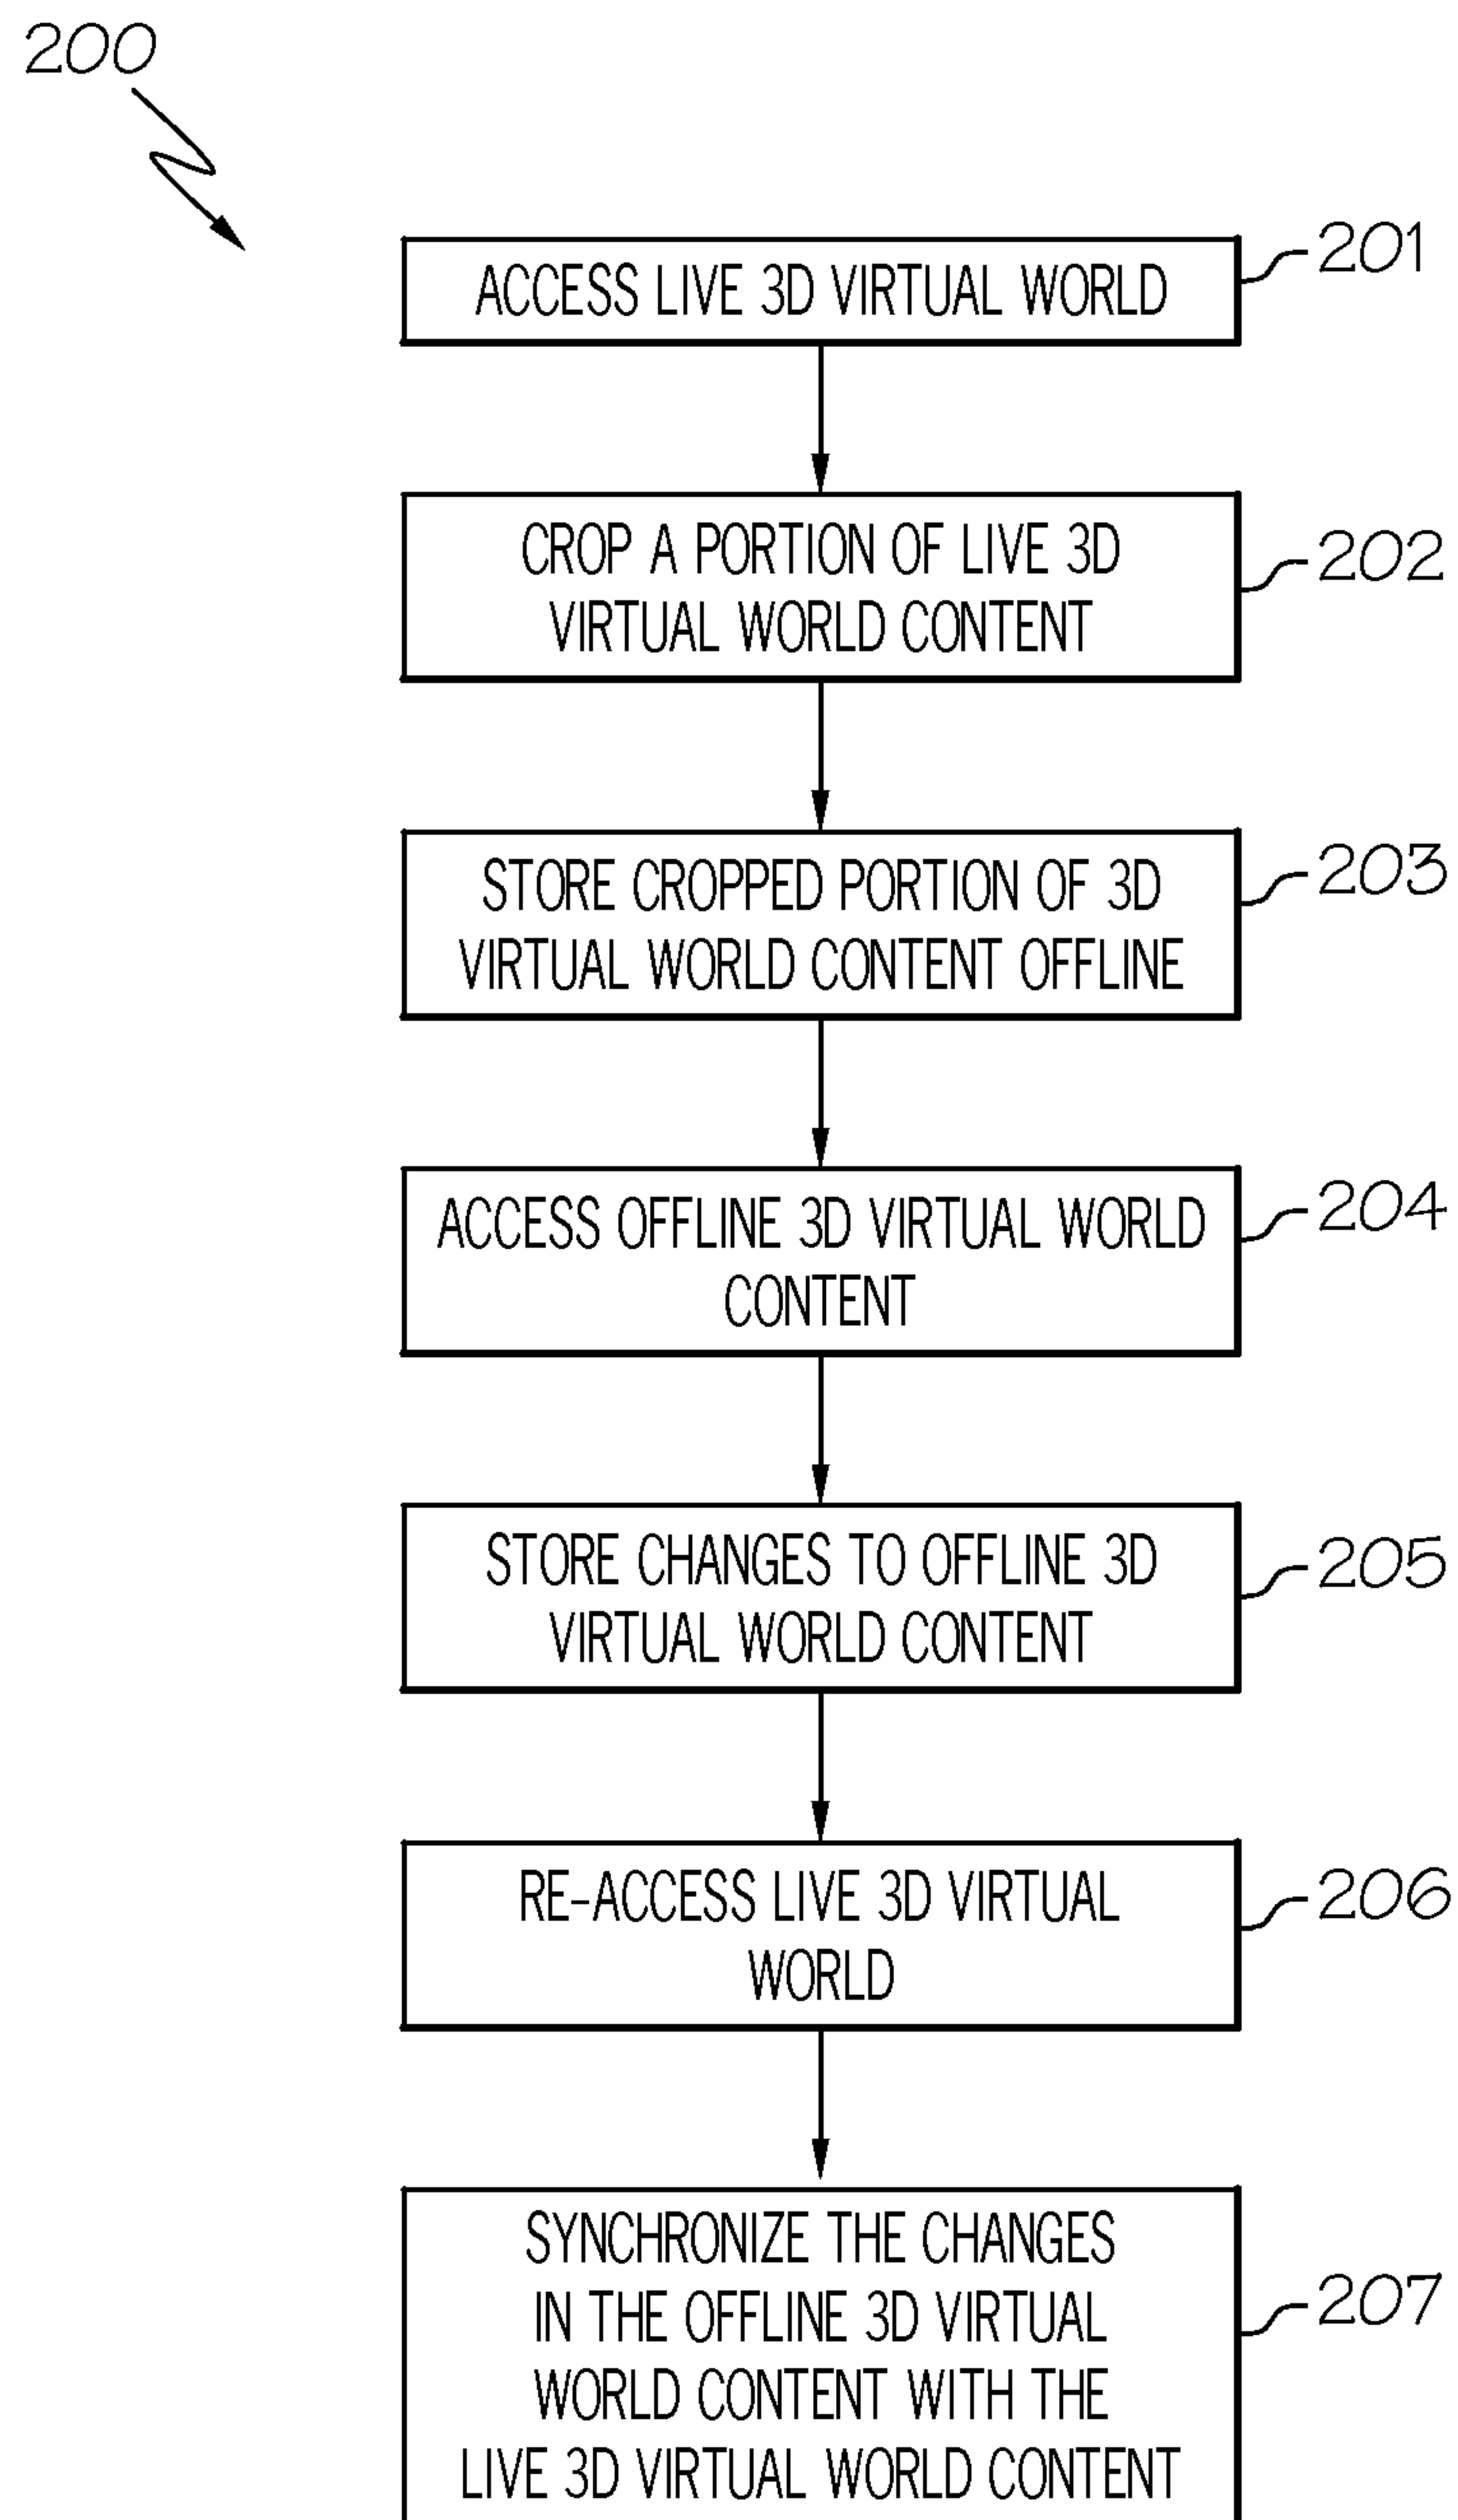 200
ACCESS LIVE 3D VIRTUAL WORLD
201
CROP A PORTION OF LIVE 3D
VIRTUAL WORLD CONTENT
202
STORE CROPPED PORTION OF 3D
VIRTUAL WORLD CONTENT OFFLINE
203
ACCESS OFFLINE 3D VIRTUAL WORLD
CONTENT
204
STORE CHANGES TO OFFLINE 3D
VIRTUAL WORLD CONTENT
205
RE-ACCESS LIVE 3D VIRTUAL
WORLD
206
SYNCHRONIZE THE CHANGES
IN THE OFFLINE 3D VIRTUAL
WORLD CONTENT WITH THE
LIVE 3D VIRTUAL WORLD CONTENT
207